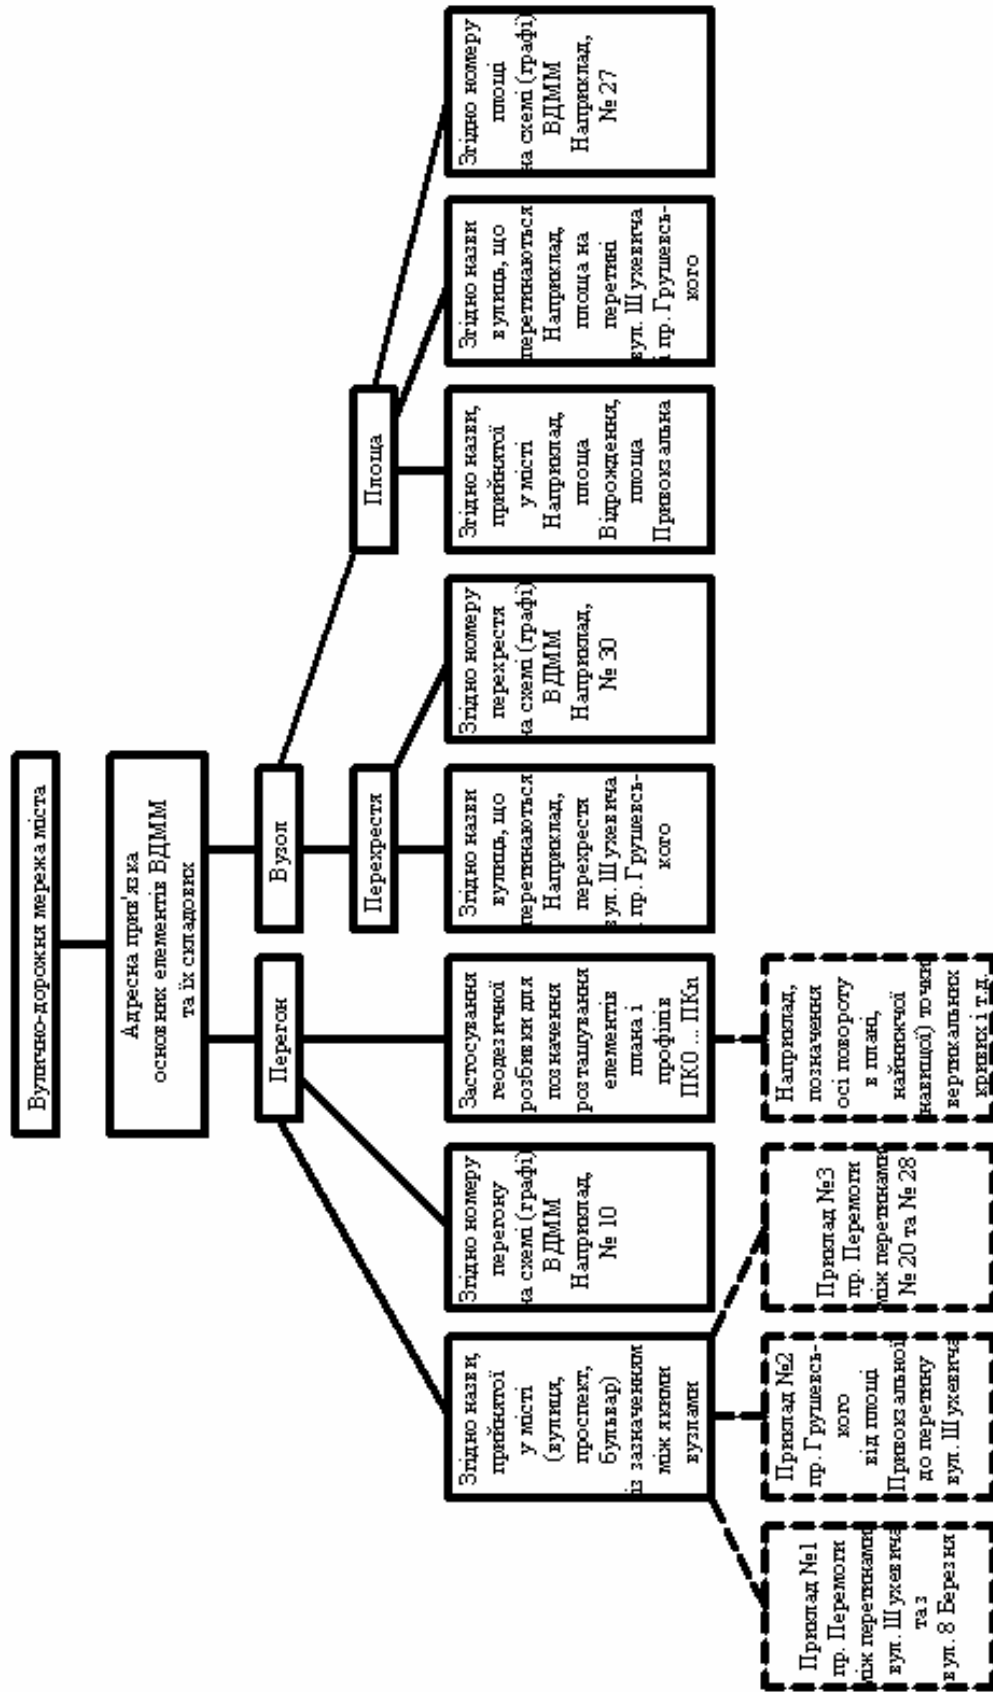 Вулично-дорожня мережа міста
Адресна прив'язка
основних елементів ВДММ
та їх складових
Перегон
Вузол
Перехрестя
Площа
Згідно назви,
прийнятої
у місті
(вулиця,
проспект,
бульвар)
із зазначенням
між якими
вузлами
Згідно номеру
перегону
на схемі (графі)
ВДММ
Наприклад,
№ 10
Застосування
геодезичної
розбивки для
позначення
розташування
елементів
плана і
профілів
ПК0 ... ПКn
Згідно назви
вулиць, що
перетинаються
Наприклад,
перехрестя
вул. Шухевича
і пр. Грушевсь-
кого
Згідно номеру
перехрестя
на схемі (графі)
ВДММ
Наприклад,
№ 30
Згідно назви,
прийнятої
у місті
Наприклад,
площа
Відрождення,
площа
Привокзальна
Згідно назви
вулиць, що
перетинаються
Наприклад,
площа на
перетині
вул. Шухевича
і пр. Грушевсь-
кого
Згідно номеру
площі
на схемі (графі)
ВДММ
Наприклад,
№ 27
Приклад №1
пр. Перемоги
між перетинами
вул. Шухевича
та з
вул. 8 Березня
Приклад №2
пр. Грушевсь-
кого
від площі
Привокзальної
до перетину
вул. Шухевича
Приклад №3
пр. Перемоги
між перетинами
№ 20 та № 28
Наприклад,
позначення
осі повороту
в плані,
найнижчої
(навищої) точки
вертикальних
кривих і т.д.